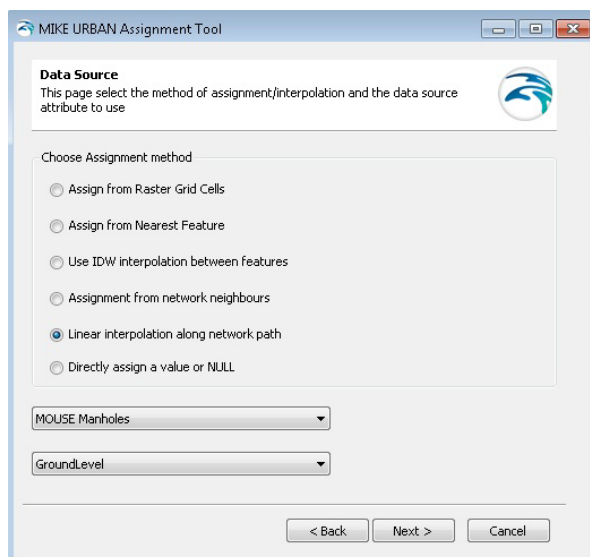 MIKE URBAN Assignment Tool
Data Source
This page select the method of assignment/interpolation and the data source
attribute to use
Choose Assignment method
Assign from Raster Grid Cells
Assign from Nearest Feature
Use IDW interpolation between features
Assignment from network neighbours
Linear interpolation along network path
Directly assign a value or NULL
MOUSE Manholes
GroundLevel
< Back Next > Cancel